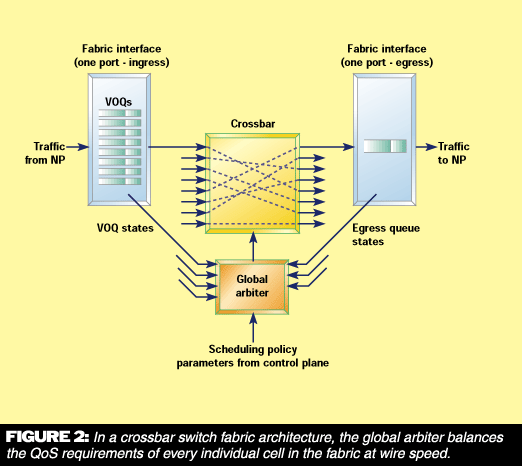 Fabric interface
(one port - ingress)
Fabric interface
(one port - egress)
VOQs
Crossbar
Traffic
from NP
Traffic
to NP
VOQ states
Egress queue
states
Global
arbiter
Scheduling policy
parameters from control plane
FIGURE 2: In a crossbar switch fabric architecture, the global arbiter balances
the QoS requirements of every individual cell in the fabric at wire speed.